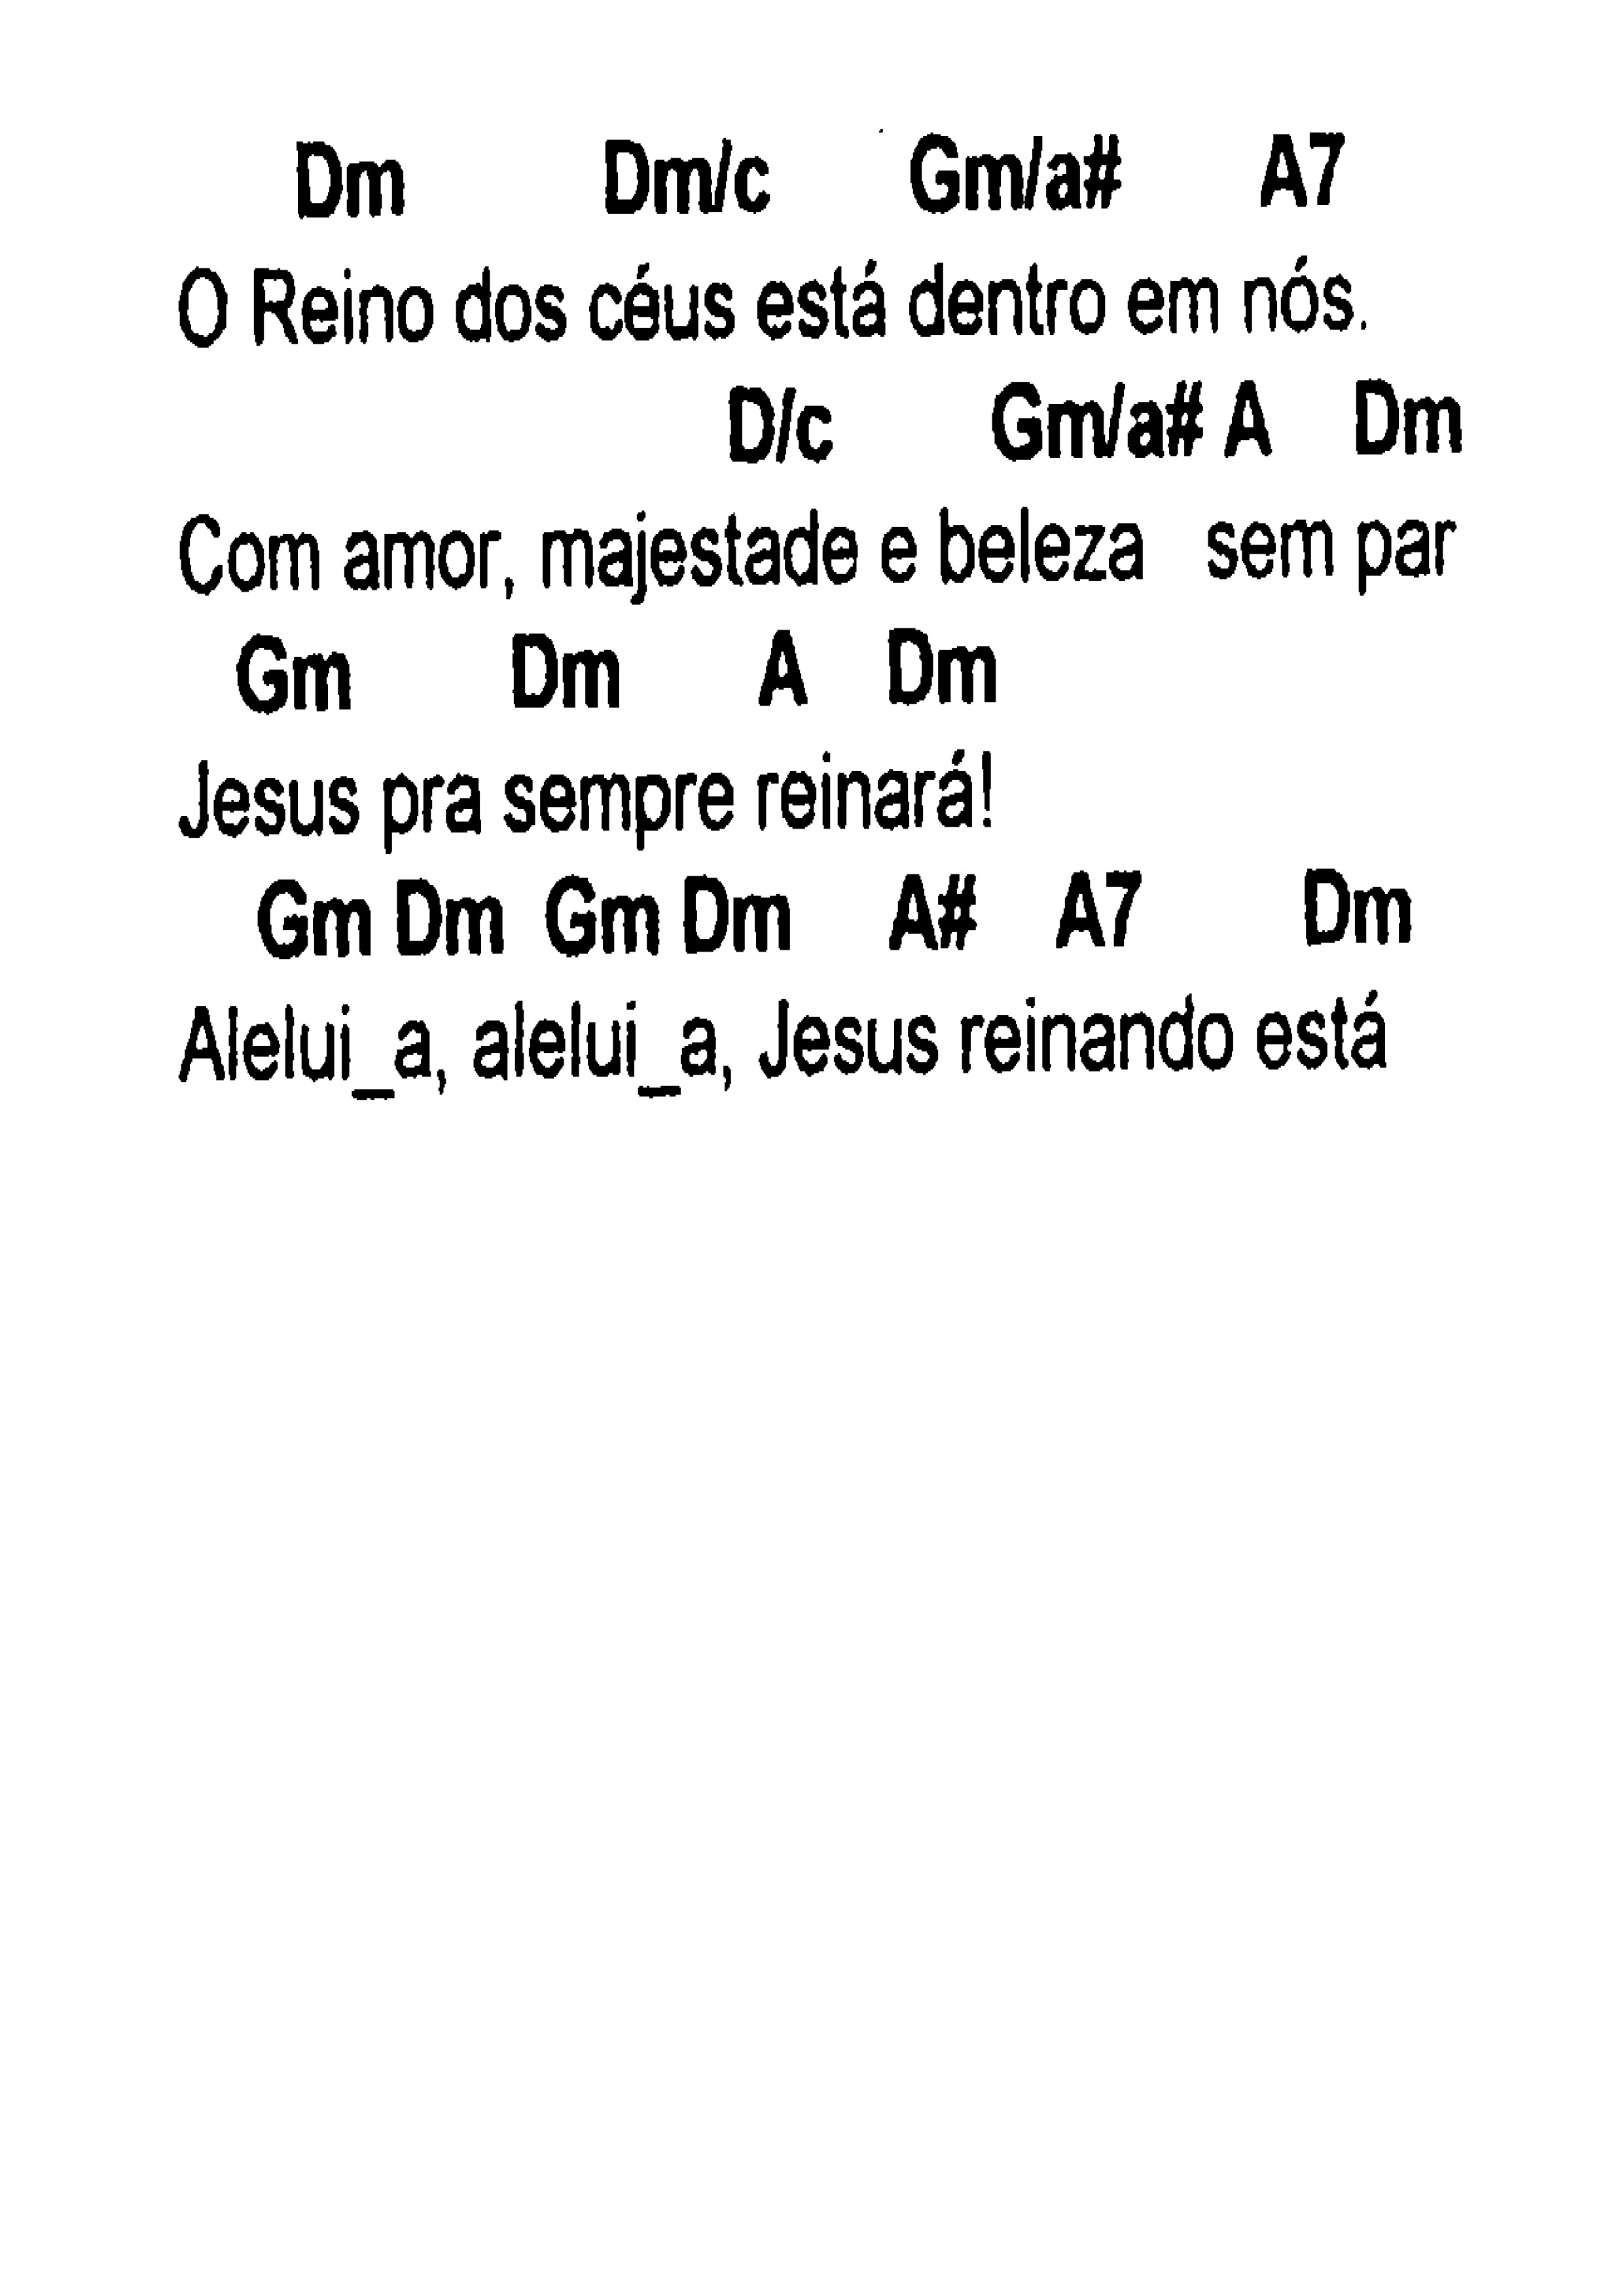 Dm Dm/c Gm/a# A7
O Reino dos céus está dentro em nós.
D/c Gm/a# A Dm
Com amor, majestade e beleza sem par
Gm Dm A Dm
Jesus pra sempre reinará!
Gm Dm Gm Dm A# A7 Dm
Alelui_a, alelui_a, Jesus reinando está